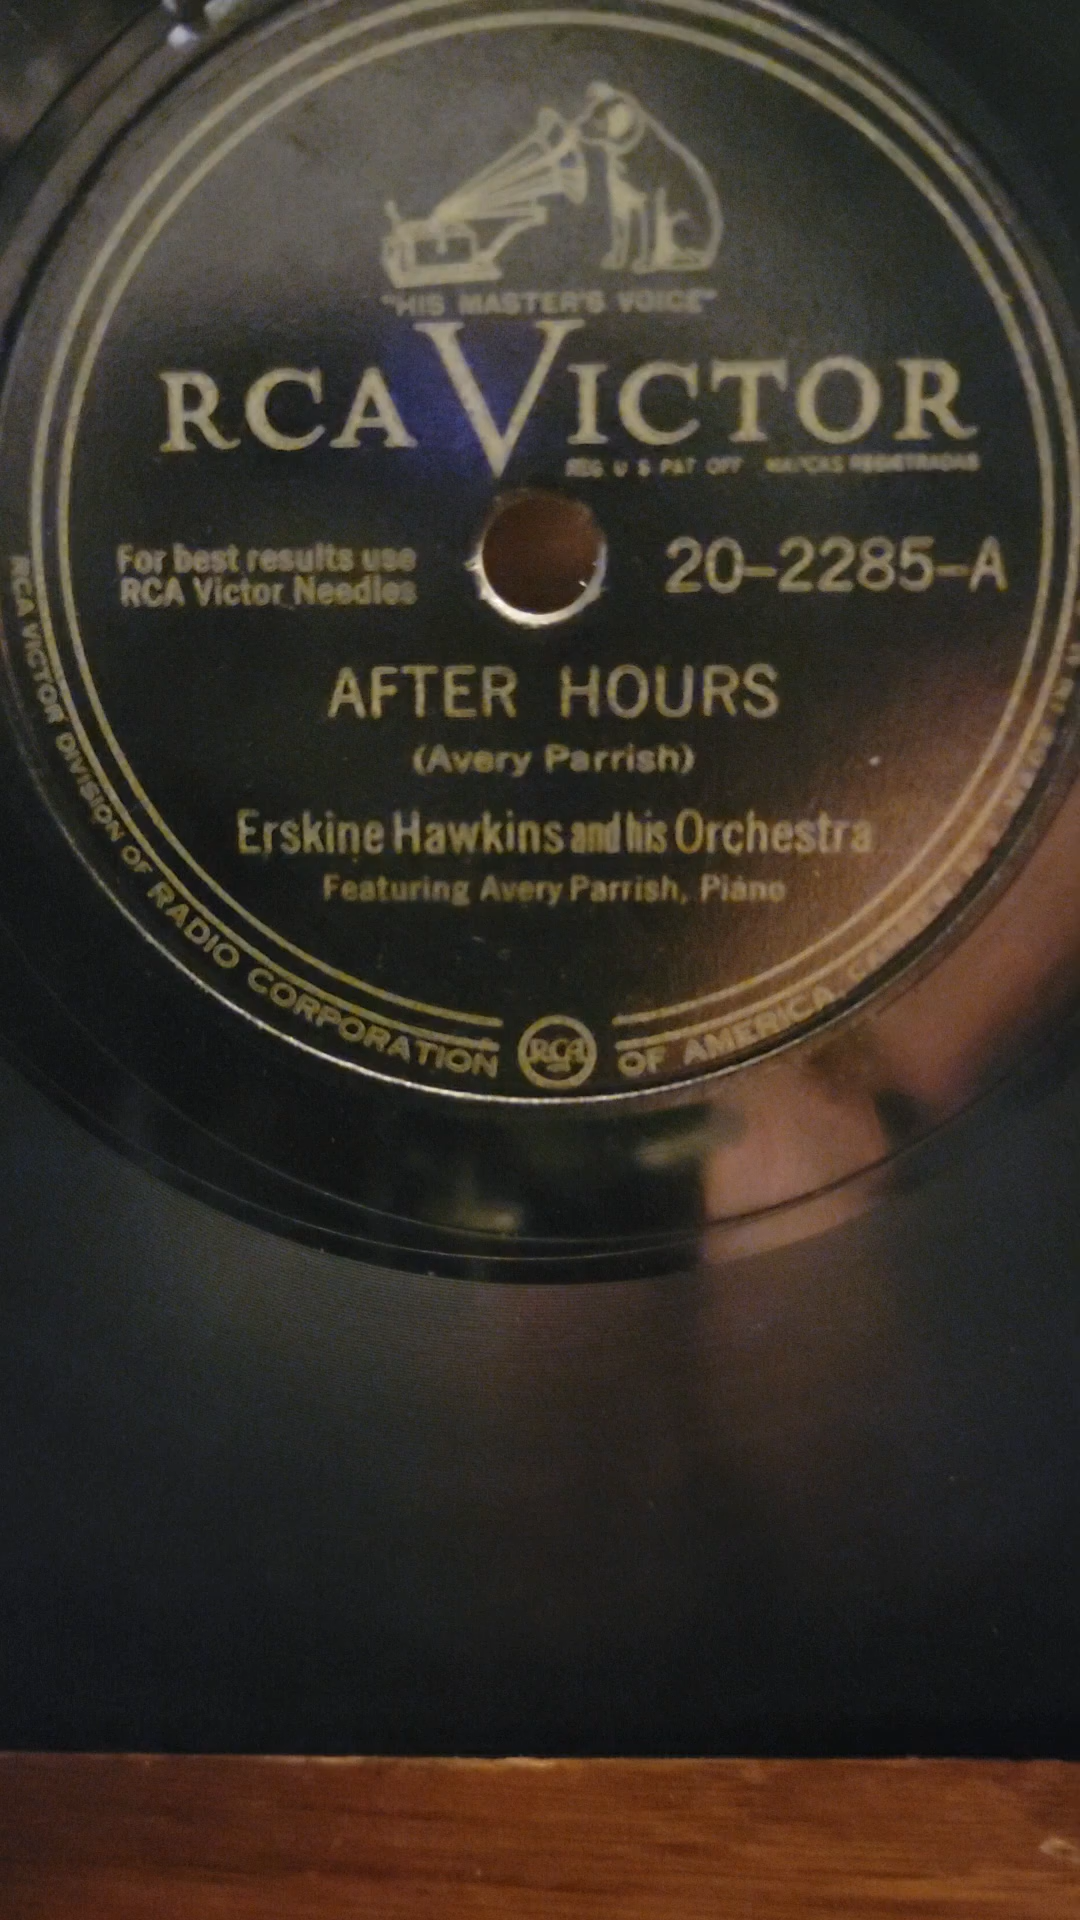 "HIS MASTER'S VOICE"
RCA VICTOR
REG. U S PAT OFF MARCAS REGISTRADAS
For best results use
RCA Victor Needles
20-2285-A
AFTER HOURS
(Avery Parrish)
Erskine Hawkins and his Orchestra
Featuring Avery Parrish, Piano
RCA VICTOR DIVISION OF RADIO CORPORATION RCA OF AMERICA,